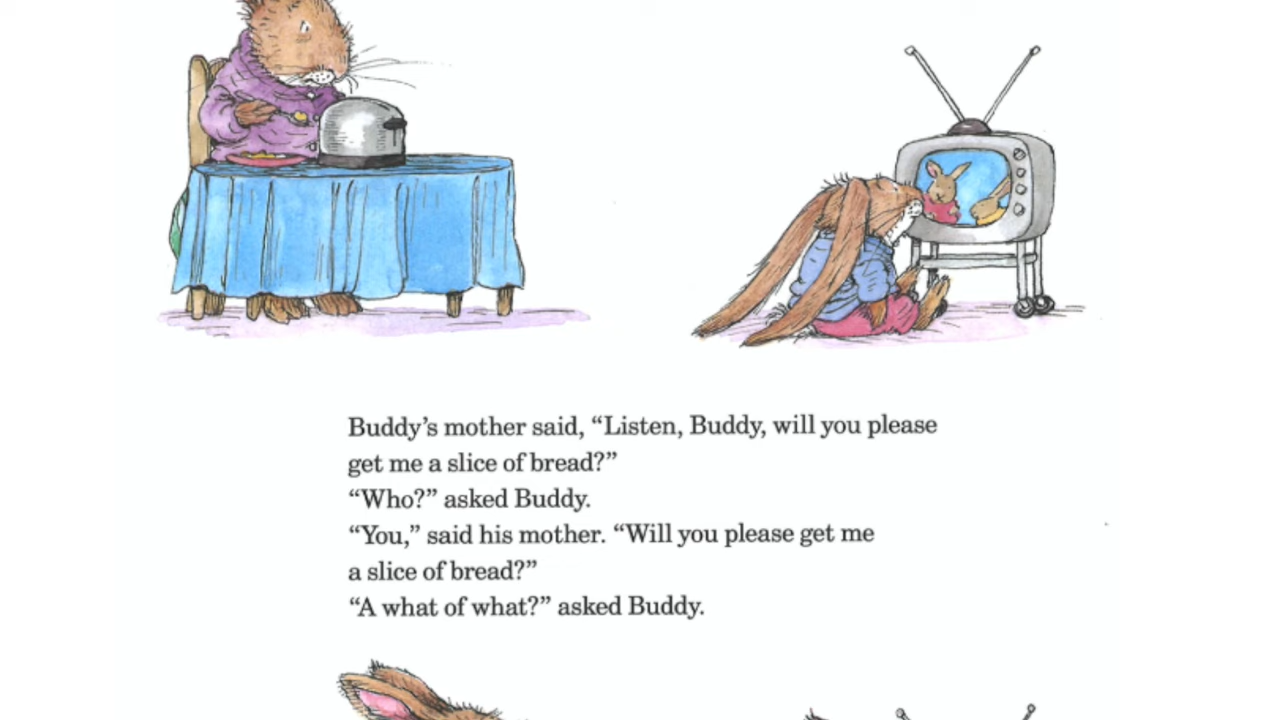 Buddy’s mother said, “Listen, Buddy, will you please
get me a slice of bread?”
“Who?” asked Buddy.
“You,” said his mother. “Will you please get me
a slice of bread?”
“A what of what?” asked Buddy.